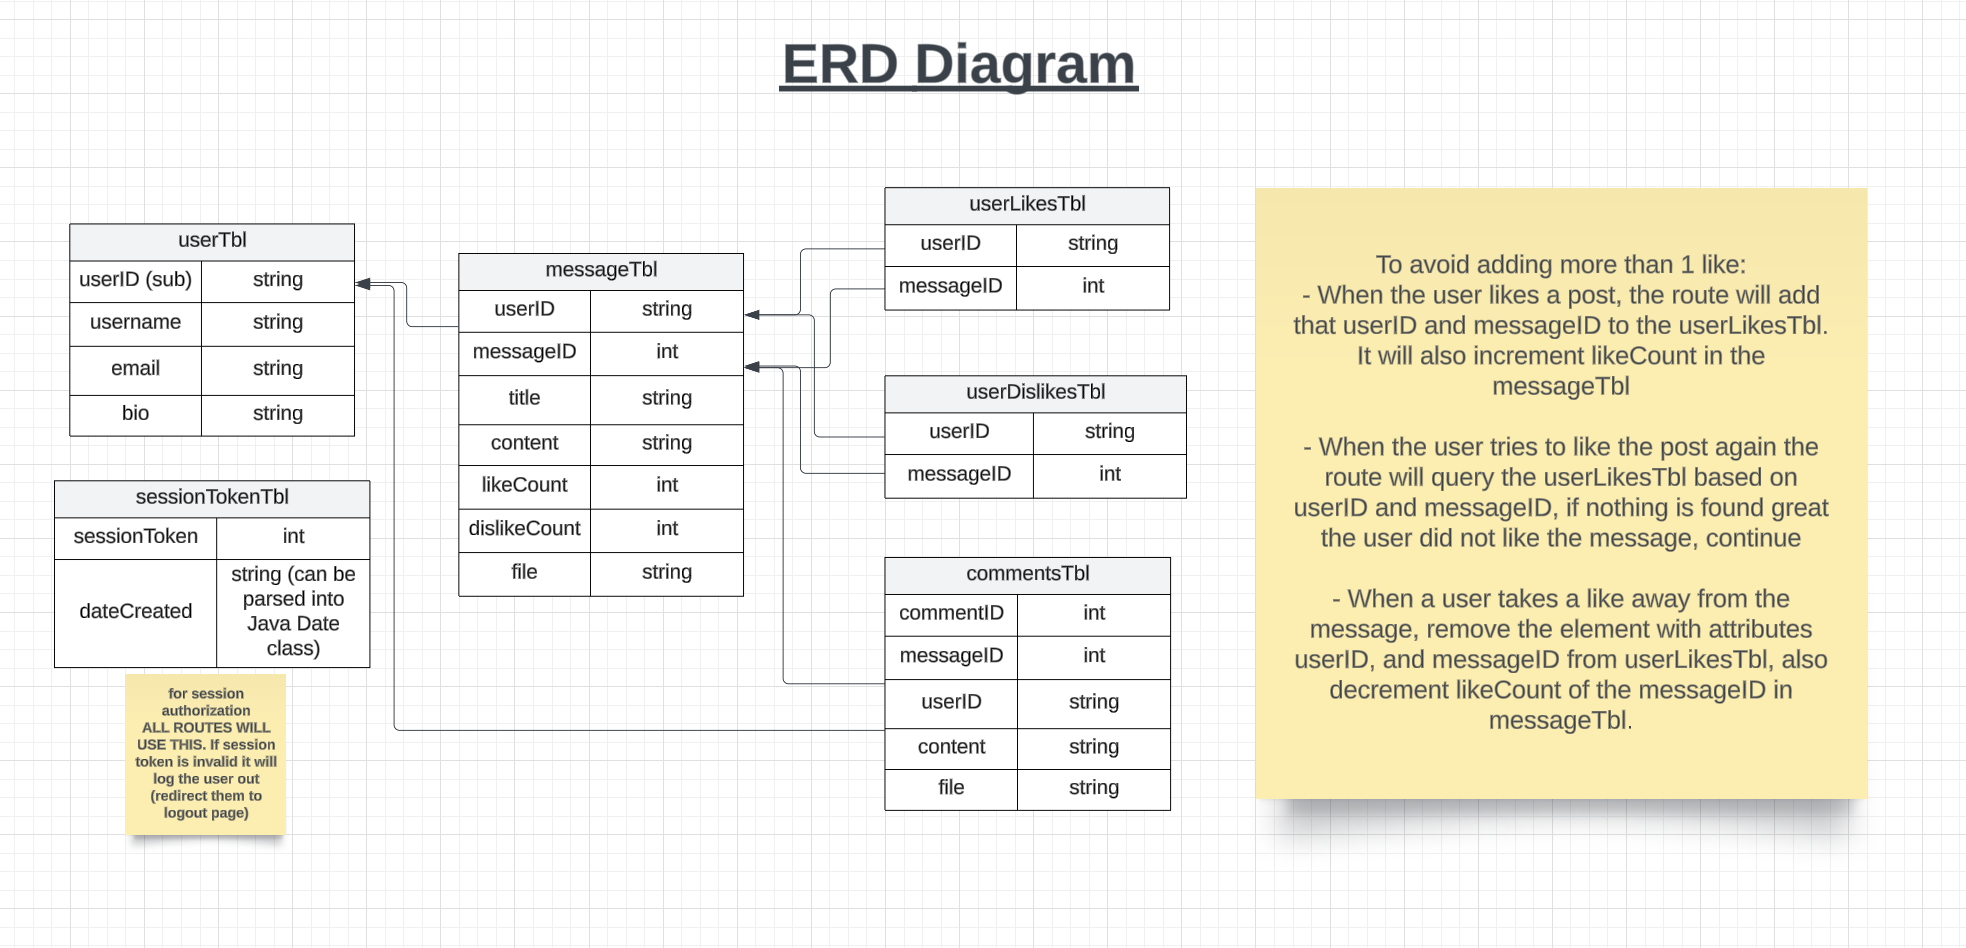 ERD Diagram
userTbl
userID (sub) string
username string
email string
bio string
sessionTokenTbl
sessionToken int
dateCreated string (can be
parsed into
Java Date
class)
for session
authorization
ALL ROUTES WILL
USE THIS. If session
token is invalid it will
log the user out
(redirect them to
logout page)
messageTbl
userID string
messageID int
title string
content string
likeCount int
dislikeCount int
file string
userLikesTbl
userID string
messageID int
userDislikesTbl
userID string
messageID int
commentsTbl
commentID int
messageID int
userID string
content string
file string
To avoid adding more than 1 like:
- When the user likes a post, the route will add
that userID and messageID to the userLikesTbl.
It will also increment likeCount in the
messageTbl
- When the user tries to like the post again the
route will query the userLikesTbl based on
userID and messageID, if nothing is found great
the user did not like the message, continue
- When a user takes a like away from the
message, remove the element with attributes
userID, and messageID from userLikesTbl, also
decrement likeCount of the messageID in
messageTbl.